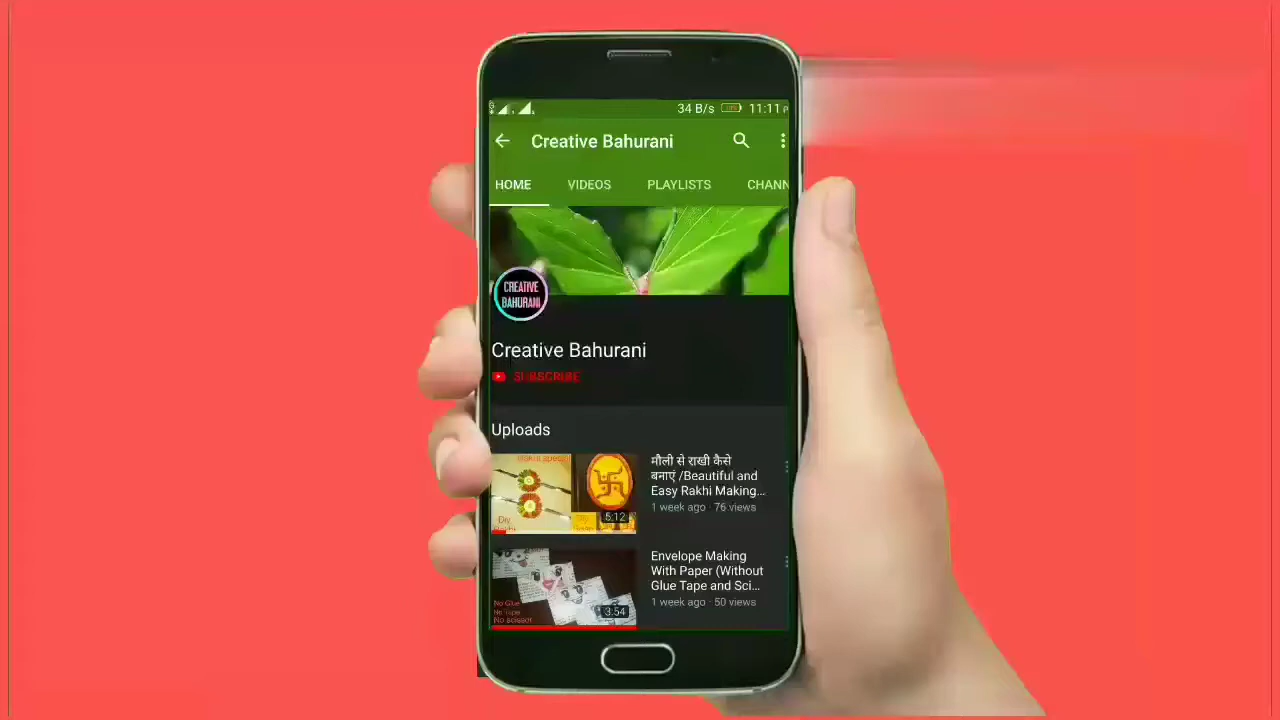 34 B/s 11:11
Creative Bahurani
HOME VIDEOS PLAYLISTS CHANN
CREATIVE
BAHURANI
Creative Bahurani
SUBSCRIBE
Uploads
मौली से राखी कैसे
बनाएं /Beautiful and
Easy Rakhi Making...
1 week ago · 76 views
5:12
Diy
Envelope Making
With Paper (Without
Glue Tape and Sci...
1 week ago · 50 views
No Glue
No Tape
No scissor
3:54